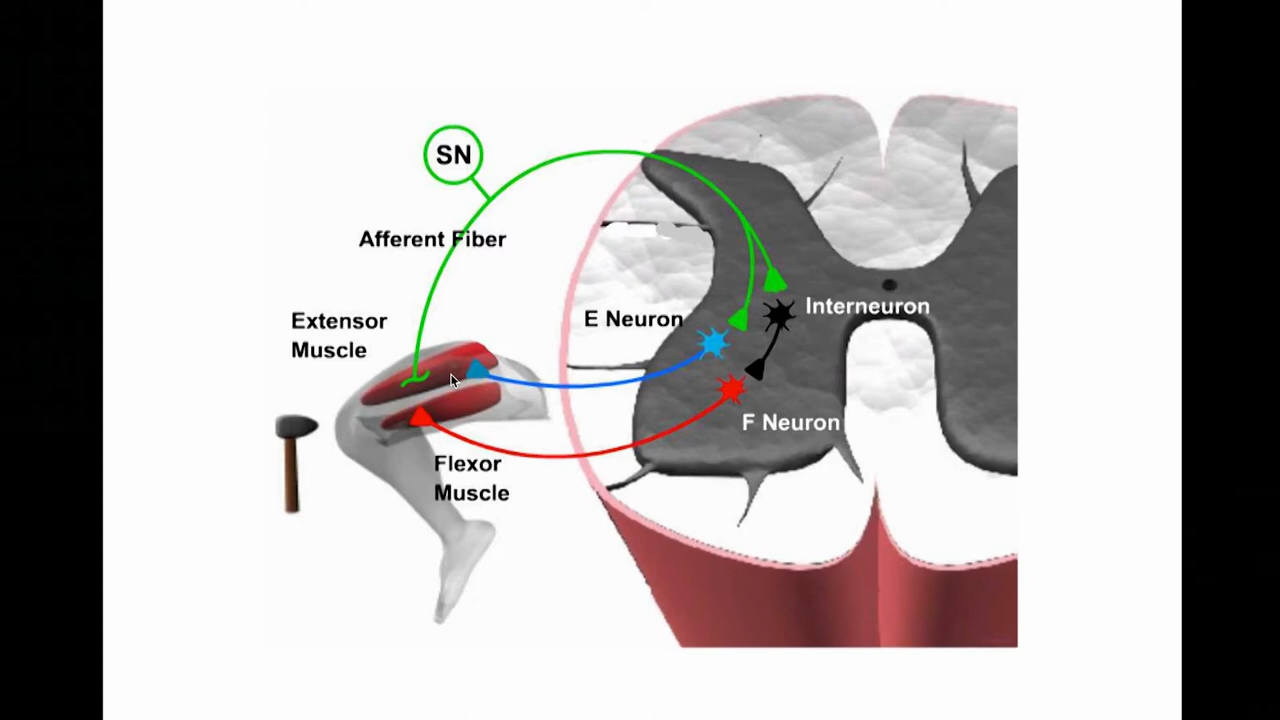 SN
Afferent Fiber
Extensor
Muscle
E Neuron
Interneuron
F Neuron
Flexor
Muscle